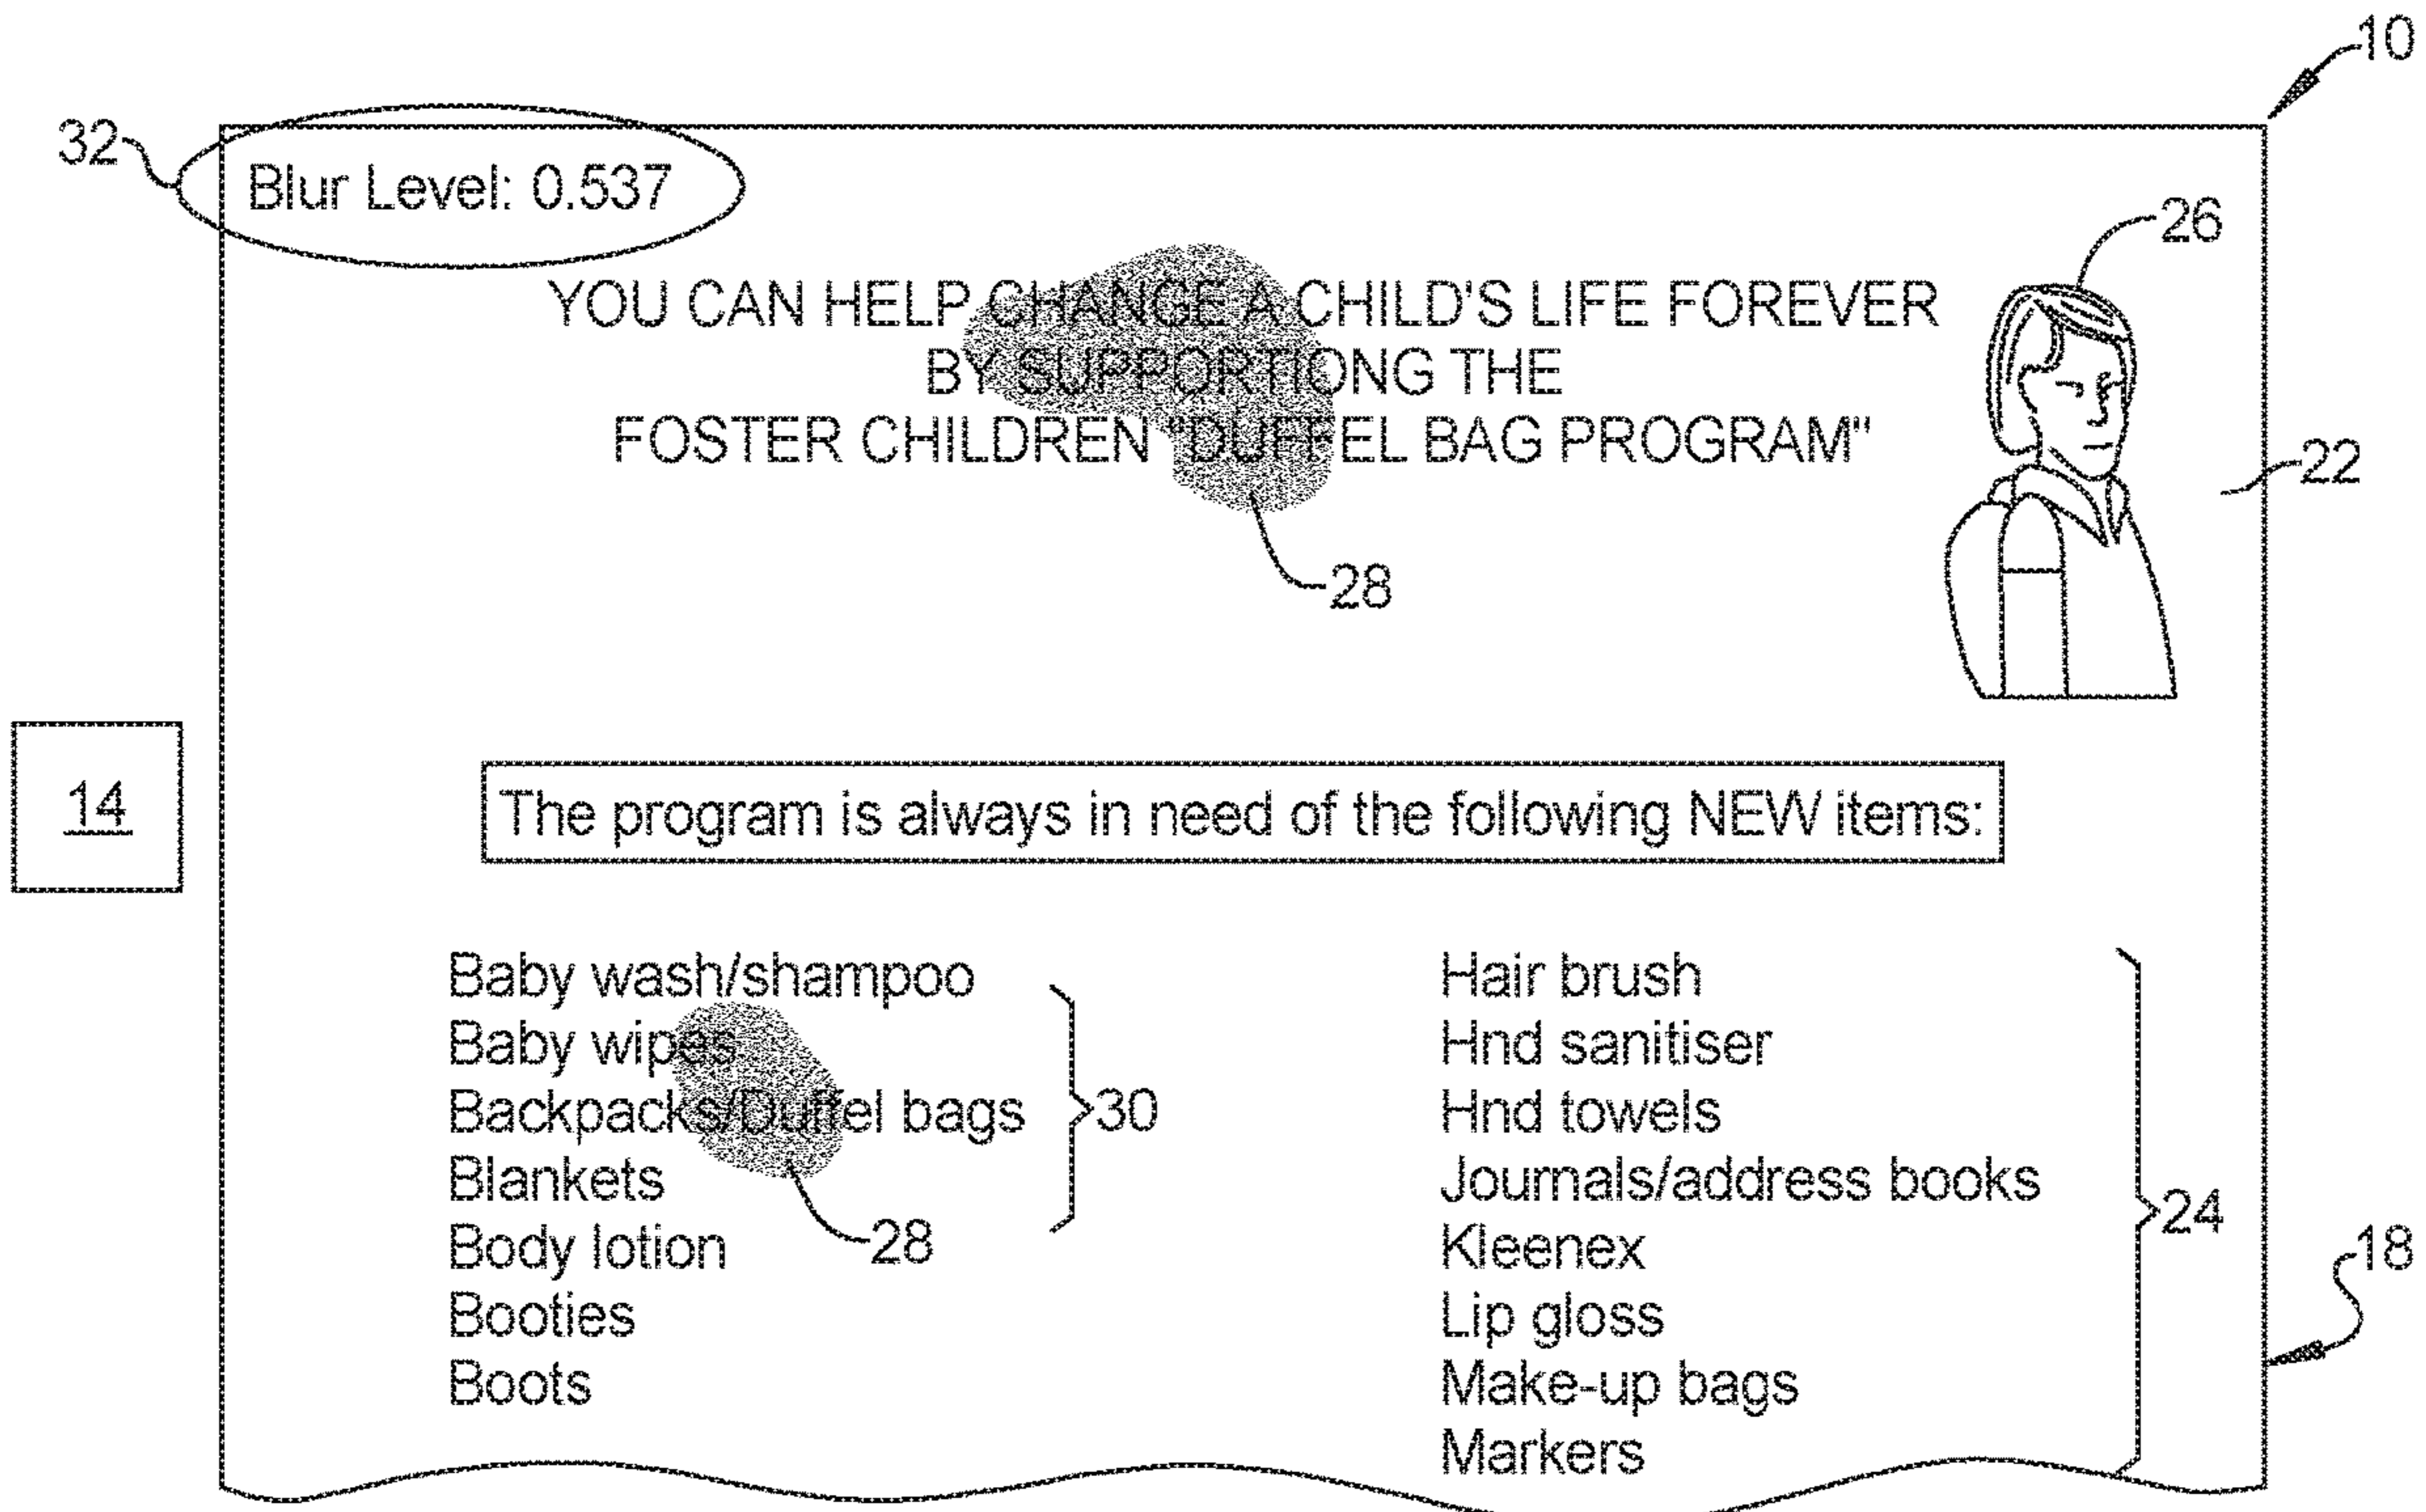 10
32
Blur Level: 0.537
26
YOU CAN HELP CHANGE A CHILD'S LIFE FOREVER
BY SUPPORTIONG THE
FOSTER CHILDREN "DUFFEL BAG PROGRAM"
22
28
14
The program is always in need of the following NEW items:
Baby wash/shampoo
Baby wipes
Backpacks/Duffel bags
Blankets
Body lotion
Booties
Boots
30
28
Hair brush
Hnd sanitiser
Hnd towels
Journals/address books
Kleenex
Lip gloss
Make-up bags
Markers
24
18